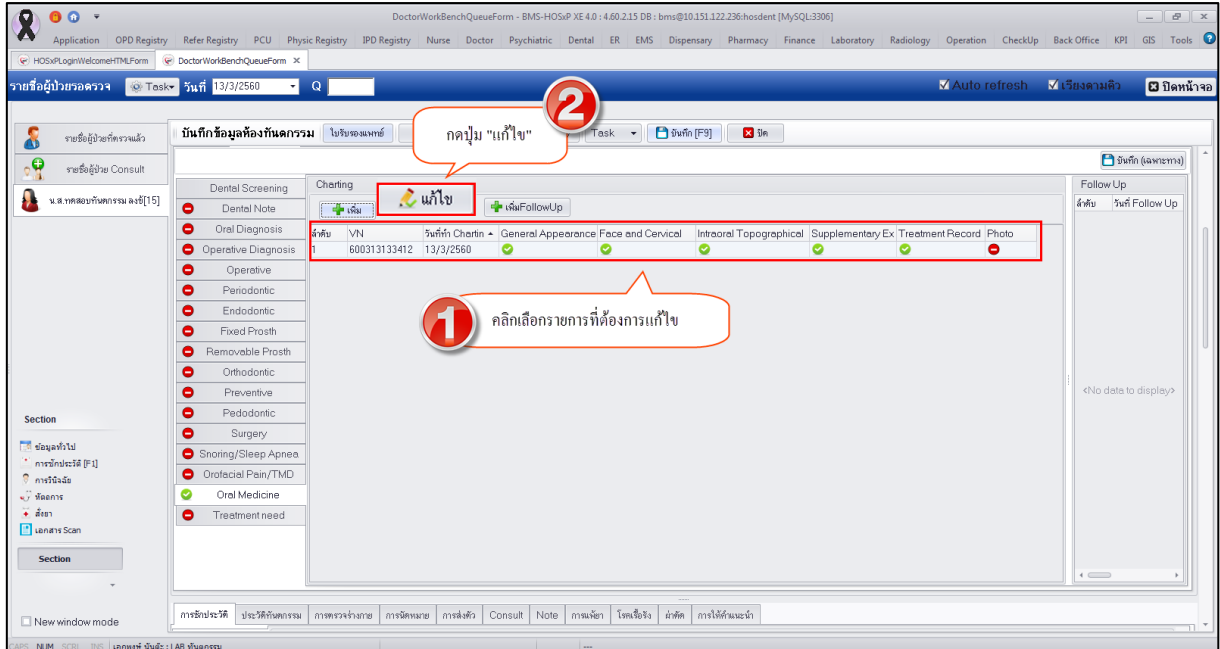 DoctorWorkBenchQueueForm - BMS-HOSxP XE 4.0 : 4.60.2.15 DB : bms@10.151.122.236:hosdent [MySQL:3306]
Application OPD Registry Refer Registry PCU Physic Registry IPD Registry Nurse Doctor Psychiatric Dental ER EMS Dispensary Pharmacy Finance Laboratory Radiology Operation CheckUp Back Office KPI GIS Tools
HOSxPLoginWelcomeHTMLForm DoctorWorkBenchQueueForm
รายชื่อผู้ป่วยรอตรวจ Task วันที่ 13/3/2560 Q Auto refresh เรียงตามคิว ปิดหน้าจอ
2
รายชื่อผู้ป่วยที่ตรวจแล้ว
บันทึกข้อมูลห้องทันตกรรม ใบรับรองแพทย์ กดปุ่ม "แก้ไข" Task บันทึก [F9] ปิด
บันทึก (เฉพาะทาง)
รายชื่อผู้ป่วย Consult
น.ส.ทดสอบทันตกรรม ลงชื่[15]
Dental Screening
Dental Note
Oral Diagnosis
Operative Diagnosis
Operative
Periodontic
Endodontic
Fixed Prosth
Removable Prosth
Orthodontic
Preventive
Pedodontic
Surgery
Snoring/Sleep Apnea
Orofacial Pain/TMD
Oral Medicine
Treatment need
Charting
เพิ่ม แก้ไข เพิ่มFollowUp
ลำดับ VN วันที่ทำ Chartin General Appearance Face and Cervical Intraoral Topographical Supplementary Ex Treatment Record Photo
1 600313133412 13/3/2560
1 คลิกเลือกรายการที่ต้องการแก้ไข
Follow Up
ลำดับ วันที่ Follow Up
<No data to display>
Section
ข้อมูลทั่วไป
การซักประวัติ [F1]
การวินิจฉัย
หัตถการ
สั่งยา
เอกสาร Scan
Section
New window mode
การซักประวัติ ประวัติทันตกรรม การตรวจร่างกาย การนัดหมาย การส่งตัว Consult Note การแพ้ยา โรคเรื้อรัง ผ่าตัด การให้คำแนะนำ
CAPS NUM SCRL INS